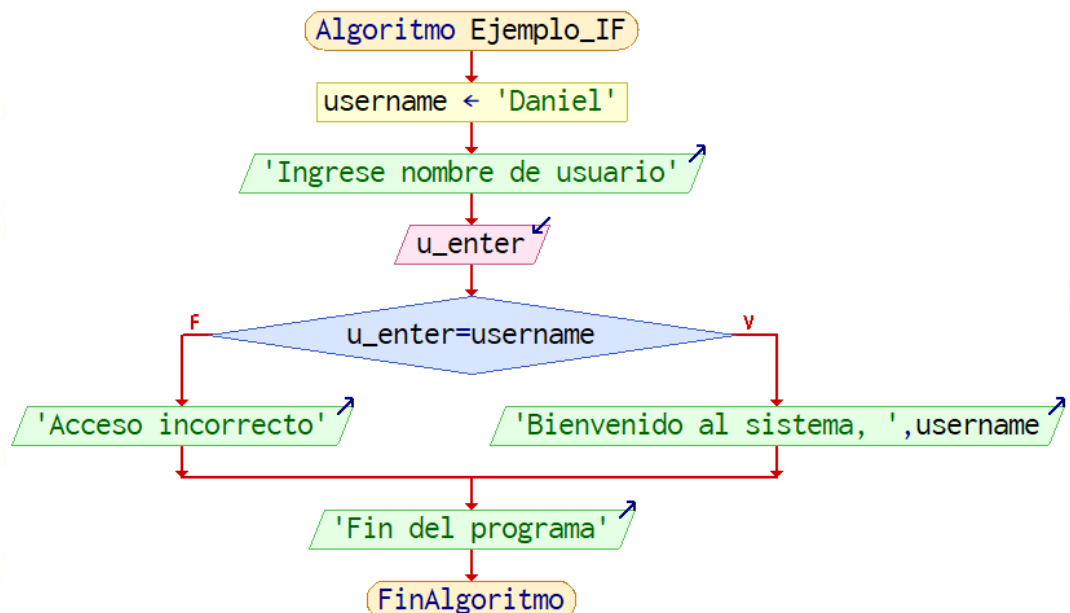 Algoritmo Ejemplo_IF
username ← 'Daniel'
'Ingrese nombre de usuario'
u_enter
F
V
u_enter=username
'Acceso incorrecto'
'Bienvenido al sistema, ',username
'Fin del programa'
FinAlgoritmo